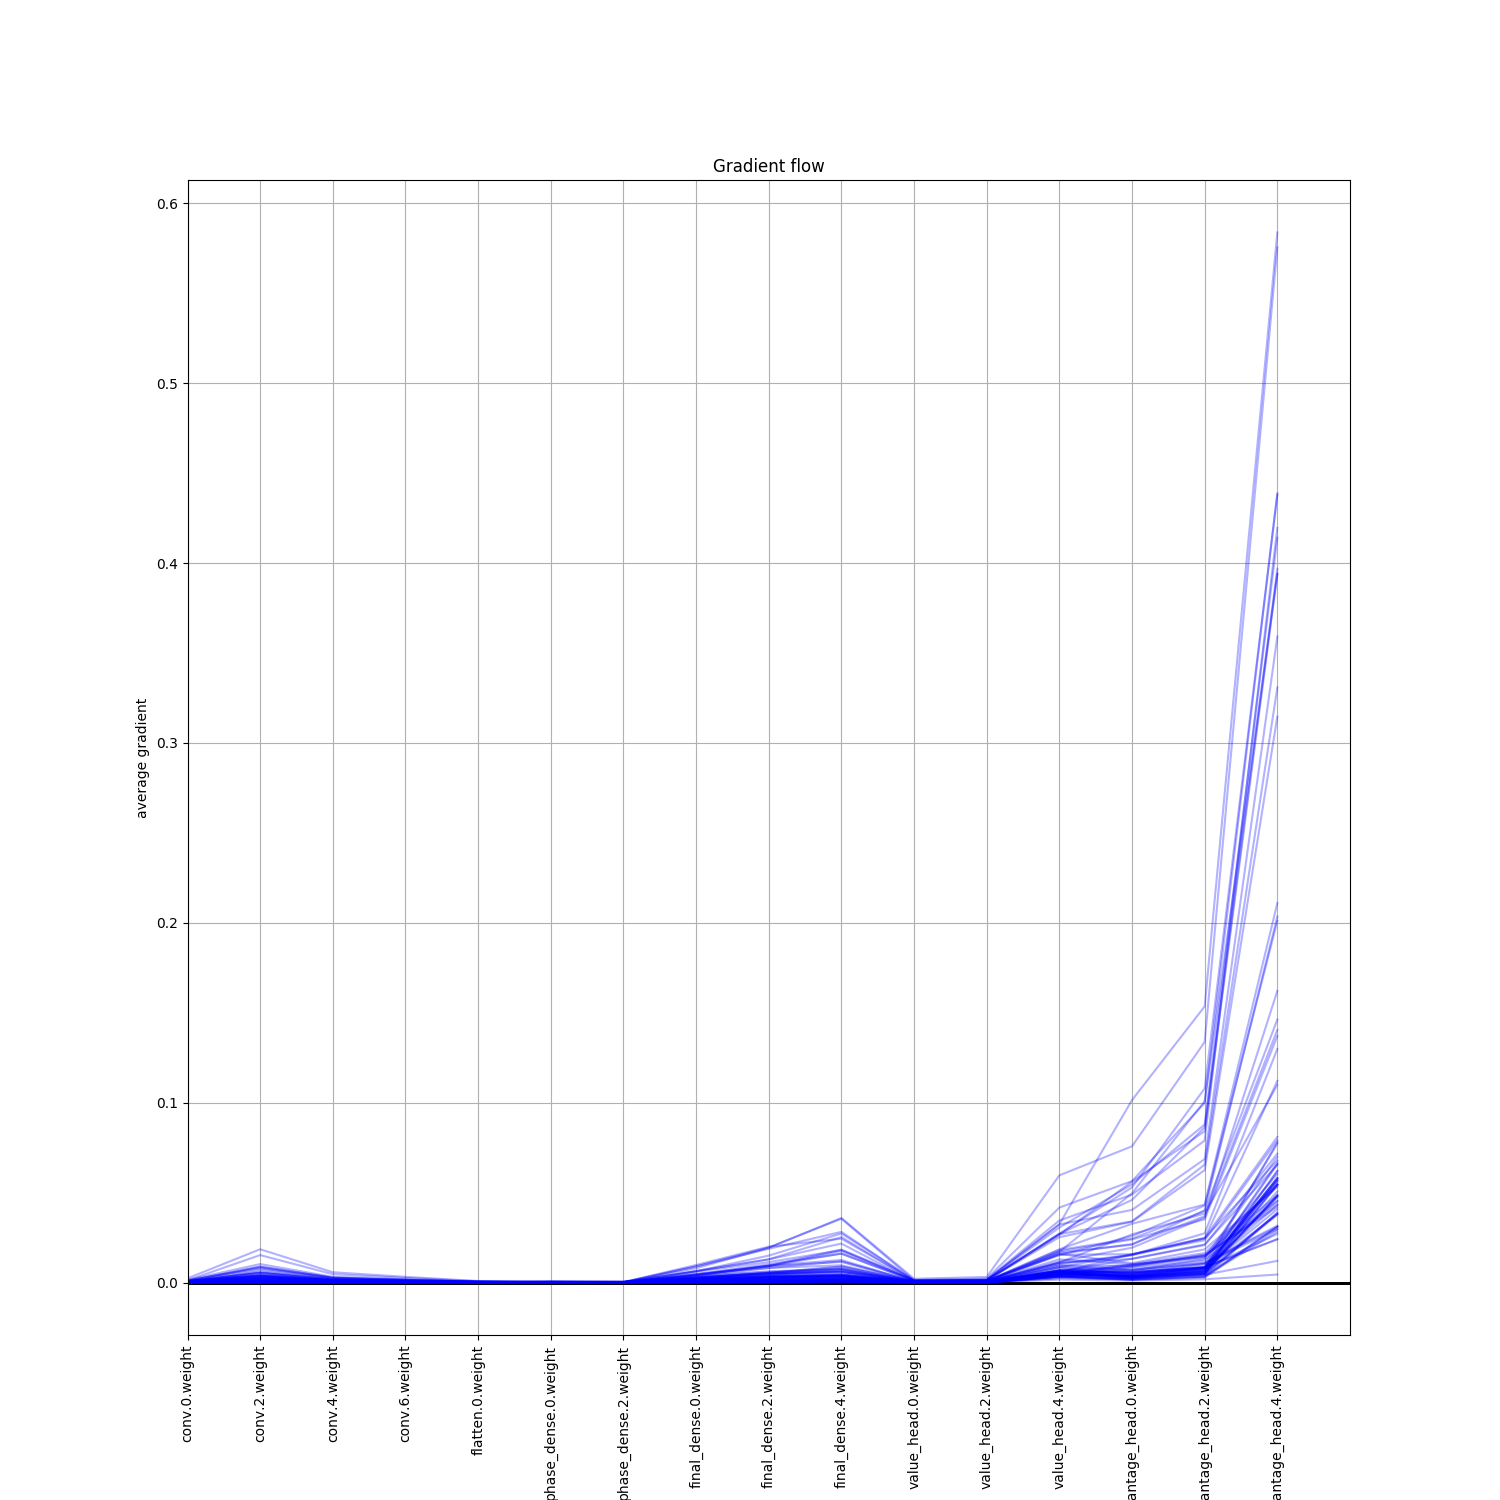 Gradient flow
0.6
0.5
0.4
0.3
0.2
0.1
0.0
average gradient
conv.0.weight
conv.2.weight
conv.4.weight
conv.6.weight
flatten.0.weight
phase_dense.0.weight
phase_dense.2.weight
final_dense.0.weight
final_dense.2.weight
final_dense.4.weight
value_head.0.weight
value_head.2.weight
value_head.4.weight
antage_head.0.weight
antage_head.2.weight
antage_head.4.weight